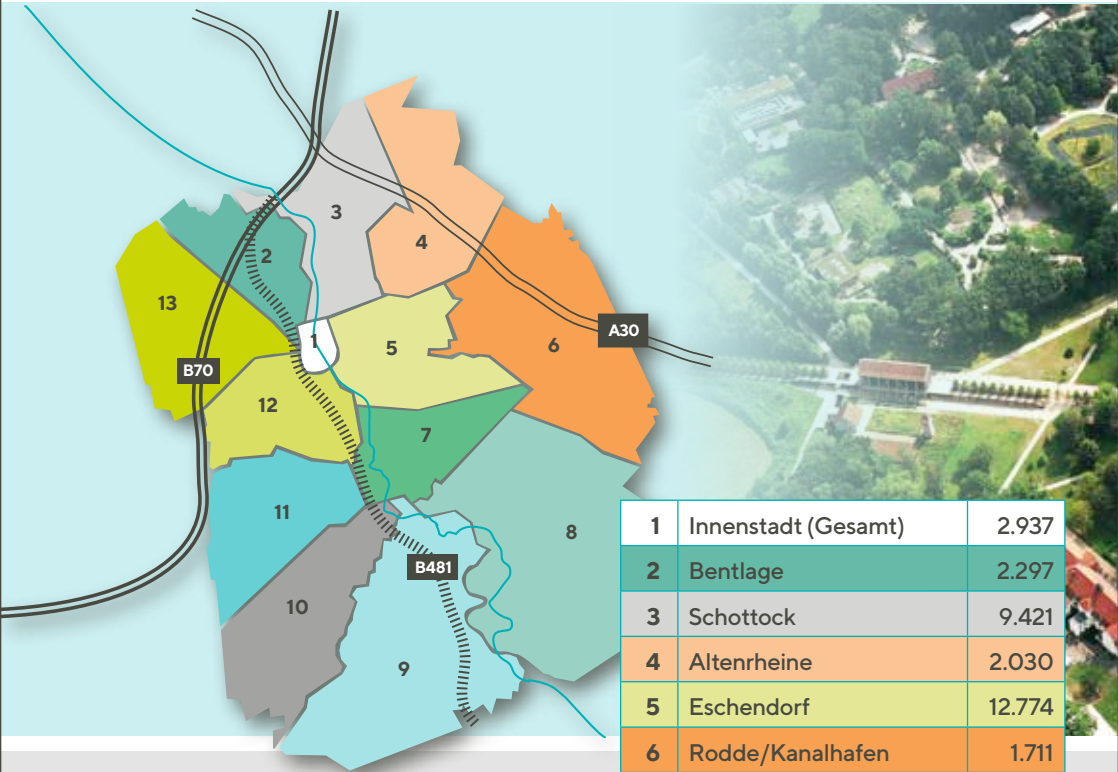 3
2
4
13
1
A30
5
6
B70
12
7
11
8
B481
10
9
1 Innenstadt (Gesamt) 2.937
2 Bentlage 2.297
3 Schottock 9.421
4 Altenrheine 2.030
5 Eschendorf 12.774
6 Rodde/Kanalhafen 1.711